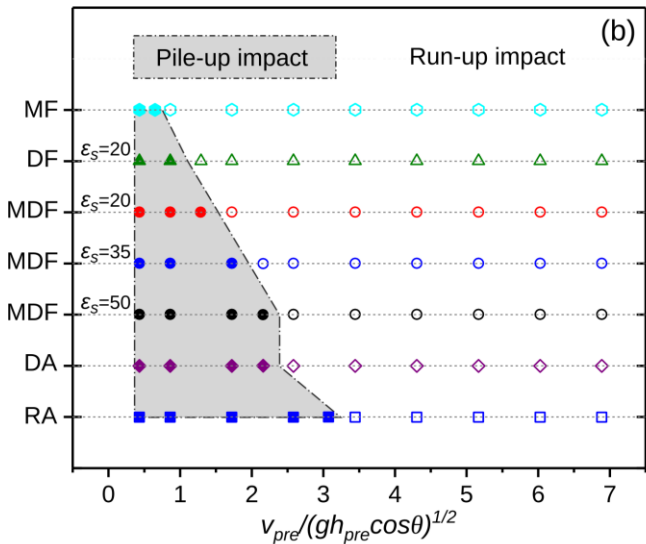 (b)
Pile-up impact Run-up impact
MF
DF εs=20
MDF εs=20
MDF εs=35
MDF εs=50
DA
RA
0 1 2 3 4 5 6 7
vpre/(ghprecosθ)1/2